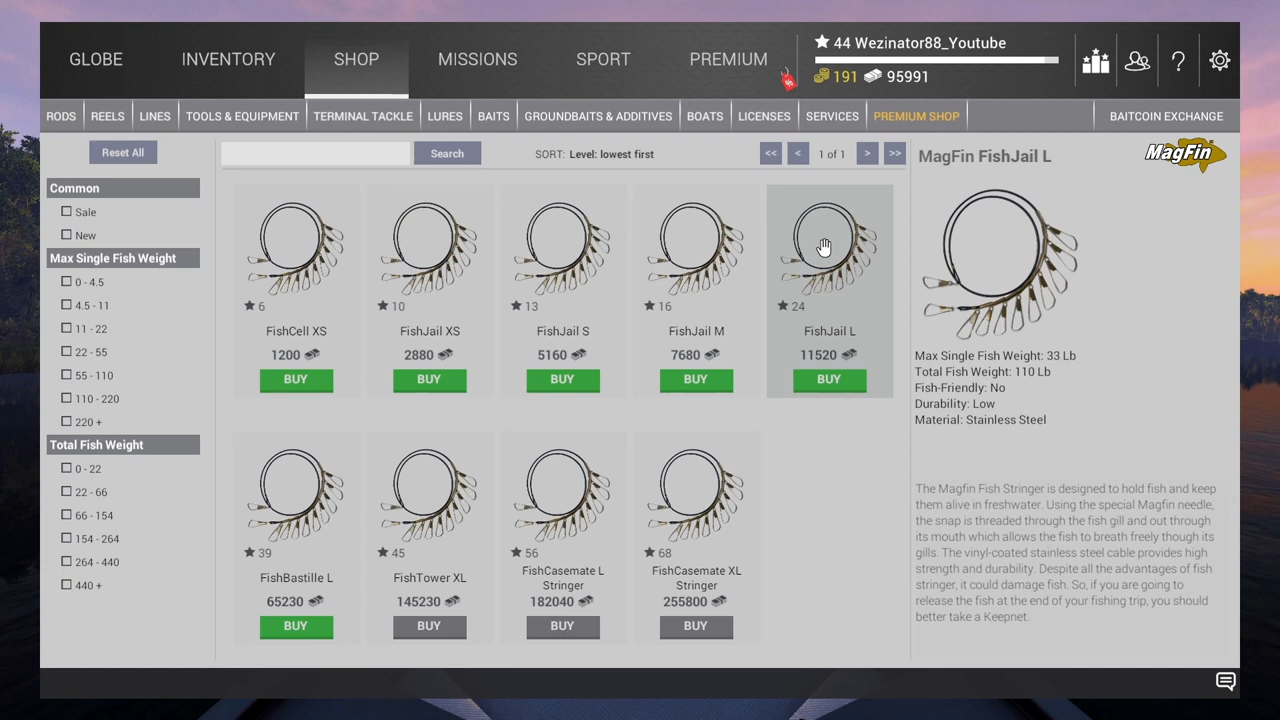 GLOBE
INVENTORY
SHOP
MISSIONS
SPORT
PREMIUM
%
44 Wezinator88_Youtube
191 95991
?
RODS
REELS
LINES
TOOLS & EQUIPMENT
TERMINAL TACKLE
LURES
BAITS
GROUNDBAITS & ADDITIVES
BOATS
LICENSES
SERVICES
PREMIUM SHOP
BAITCOIN EXCHANGE
Reset All
Common
Sale
New
Max Single Fish Weight
0 - 4.5
4.5 - 11
11 - 22
22 - 55
55 - 110
110 - 220
220 +
Total Fish Weight
0 - 22
22 - 66
66 - 154
154 - 264
264 - 440
440 +
Search
SORT: Level: lowest first
<<
<
1 of 1
>
>>
6
FishCell XS
1200
BUY
10
FishJail XS
2880
BUY
13
FishJail S
5160
BUY
16
FishJail M
7680
BUY
24
FishJail L
11520
BUY
39
FishBastille L
65230
BUY
45
FishTower XL
145230
BUY
56
FishCasemate L
Stringer
182040
BUY
68
FishCasemate XL
Stringer
255800
BUY
MagFin FishJail L
MagFin
Max Single Fish Weight: 33 Lb
Total Fish Weight: 110 Lb
Fish-Friendly: No
Durability: Low
Material: Stainless Steel
The Magfin Fish Stringer is designed to hold fish and keep
them alive in freshwater. Using the special Magfin needle,
the snap is threaded through the fish gill and out through
its mouth which allows the fish to breath freely though its
gills. The vinyl-coated stainless steel cable provides high
strength and durability. Despite all the advantages of fish
stringer, it could damage fish. So, if you are going to
release the fish at the end of your fishing trip, you should
better take a Keepnet.